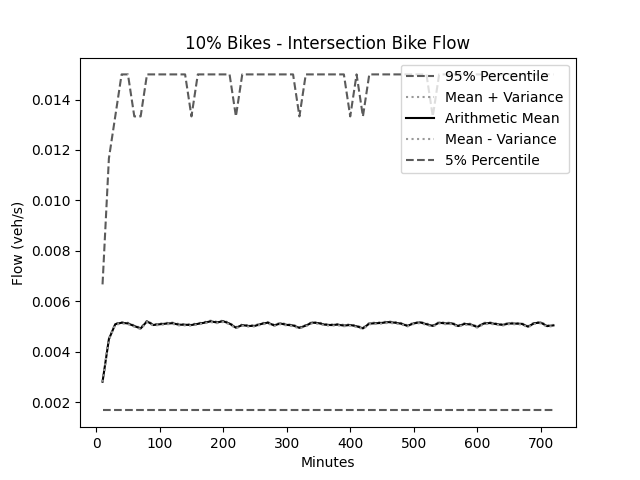 10% Bikes - Intersection Bike Flow
95% Percentile
Mean + Variance
Arithmetic Mean
Mean - Variance
5% Percentile
Flow (veh/s)
0.014
0.012
0.010
0.008
0.006
0.004
0.002
0 100 200 300 400 500 600 700
Minutes